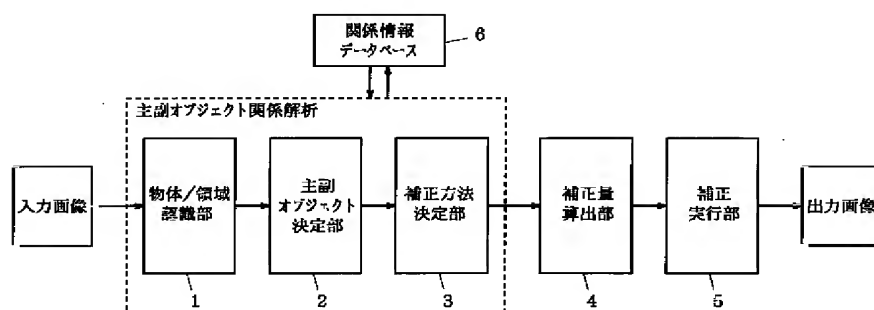 関係情報
データベース
6
主副オブジェクト関係解析
入力画像
物体/領域
認識部
主副
オブジェクト
決定部
補正方法
決定部
補正量
算出部
補正
実行部
出力画像
1
2
3
4
5